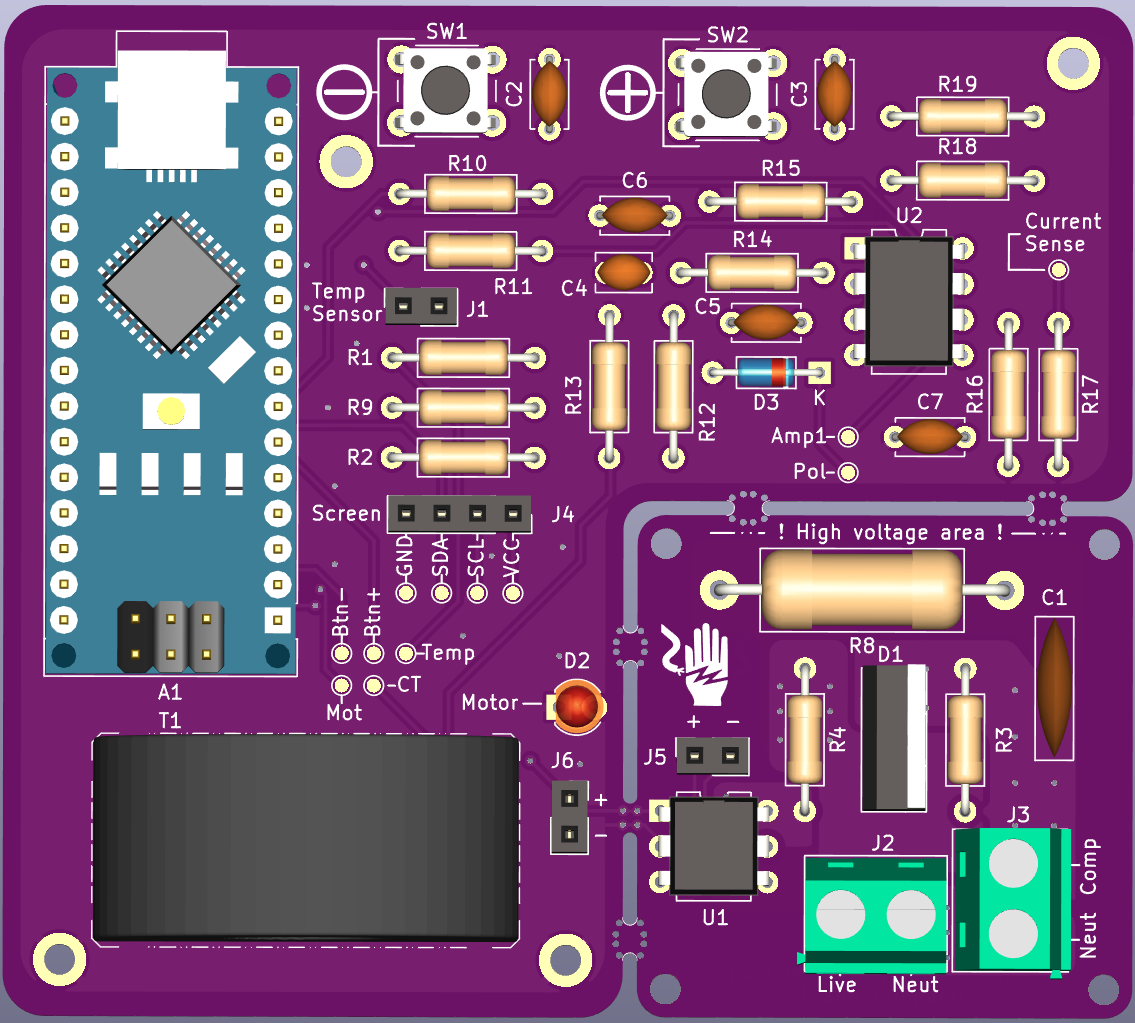 SW1
SW2
C2
C3
R19
R18
R10
R15
C6
U2
Current
Sense
R14
R11
C4
Temp
Sensor
J1
C5
R1
R13
R12
D3
K
R16
R17
R9
C7
Amp1
R2
Pol
Screen
J4
! High voltage area !
GND
SDA
SCL
VCC
Btn-
Btn+
C1
Temp
R8
D1
D2
CT
A1
Mot
Motor
T1
+ -
R4
R3
J5
J6
+
-
J3
J2
Comp
Neut
U1
Live
Neut